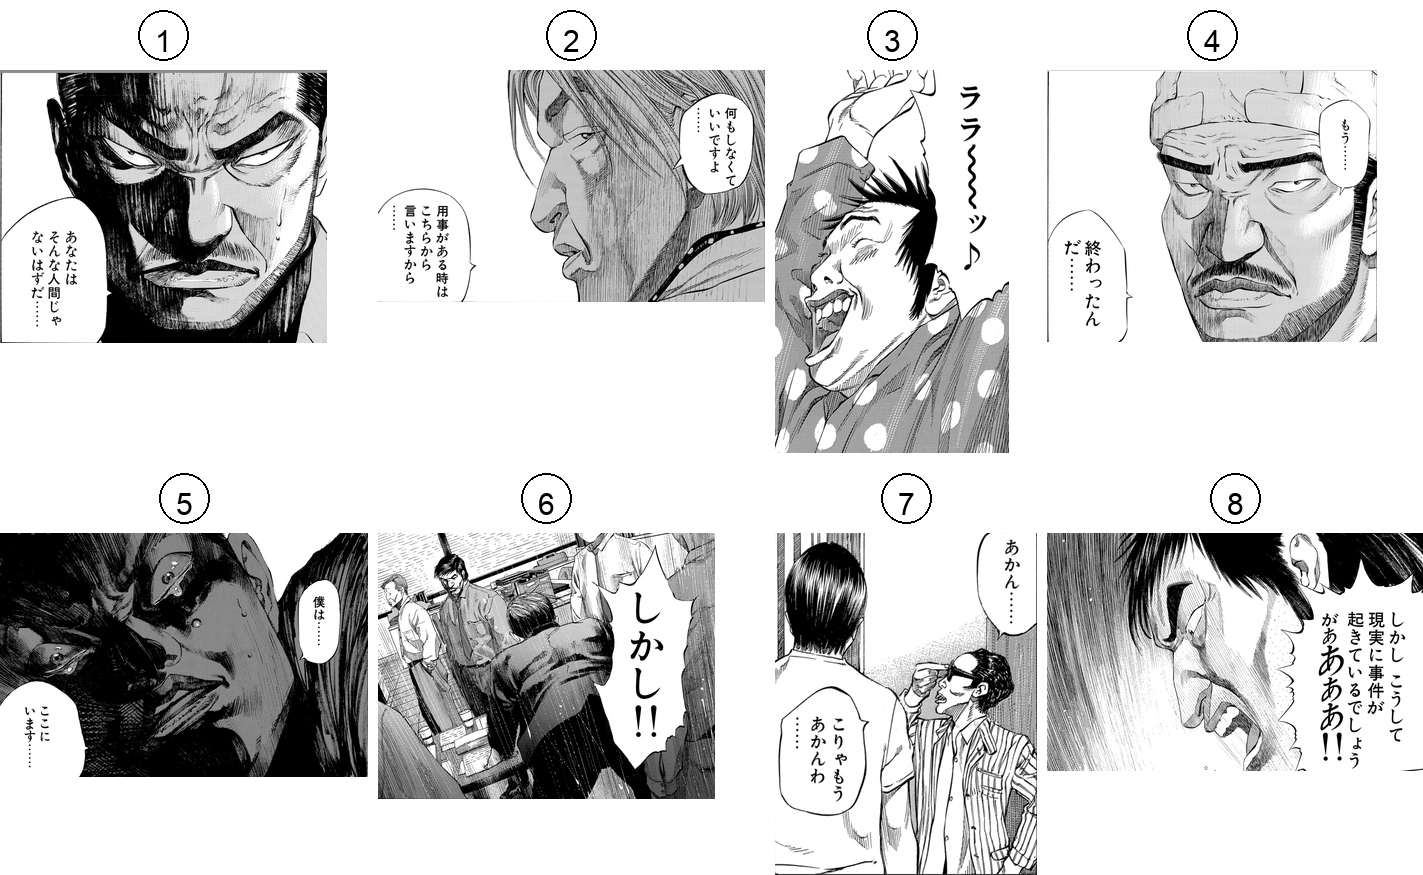 1
あなたは
そんな人間じゃ
ないはずだ……
2
何もしなくて
いいですよ
……
用事がある時は
こちらから
言いますから
……
3
ララ〜〜〜ッ♪
4
もう……
終わったん
だ……
5
僕は……
ここに
います……
6
しかし!!
7
あかん……
こりゃもう
あかんわ
……
8
しかし こうして
現実に事件が
起きているでしょう
がああああ!!